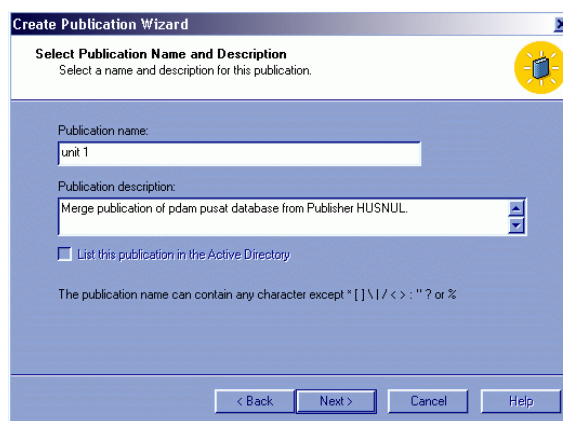 Create Publication Wizard
Select Publication Name and Description
Select a name and description for this publication.
Publication name:
unit 1
Publication description:
Merge publication of pdam pusat database from Publisher HUSNUL.
List this publication in the Active Directory
The publication name can contain any character except * [ ] \ | / < > : " ? or %
< Back
Next >
Cancel
Help